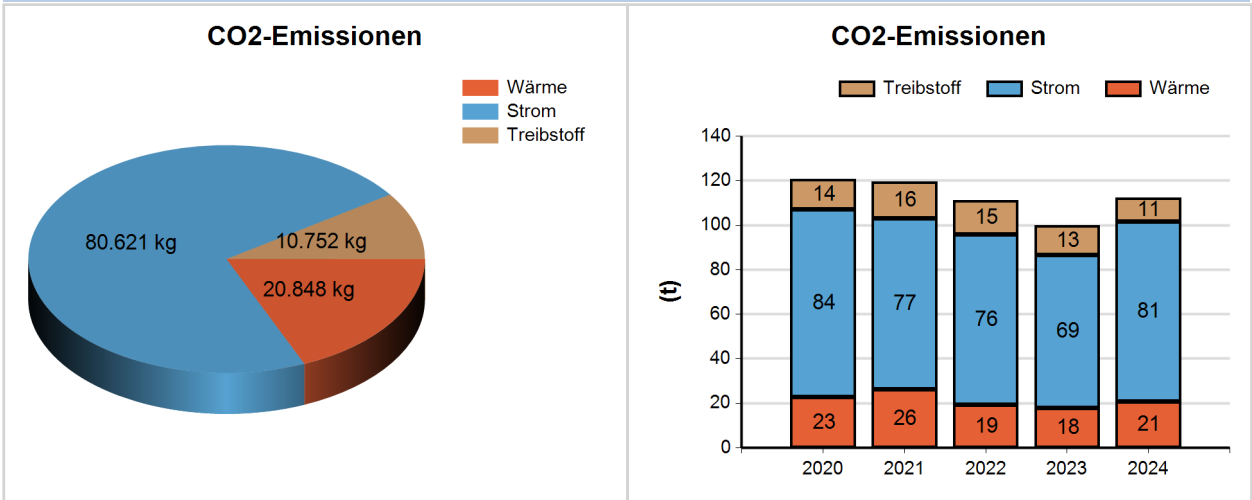 CO2-Emissionen
Wärme
Strom
Treibstoff
80.621 kg
10.752 kg
20.848 kg
CO2-Emissionen
Treibstoff Strom Wärme
(t)
140
120
100
80
60
40
20
0
14 16 15 13 11
84 77 76 69 81
23 26 19 18 21
2020 2021 2022 2023 2024